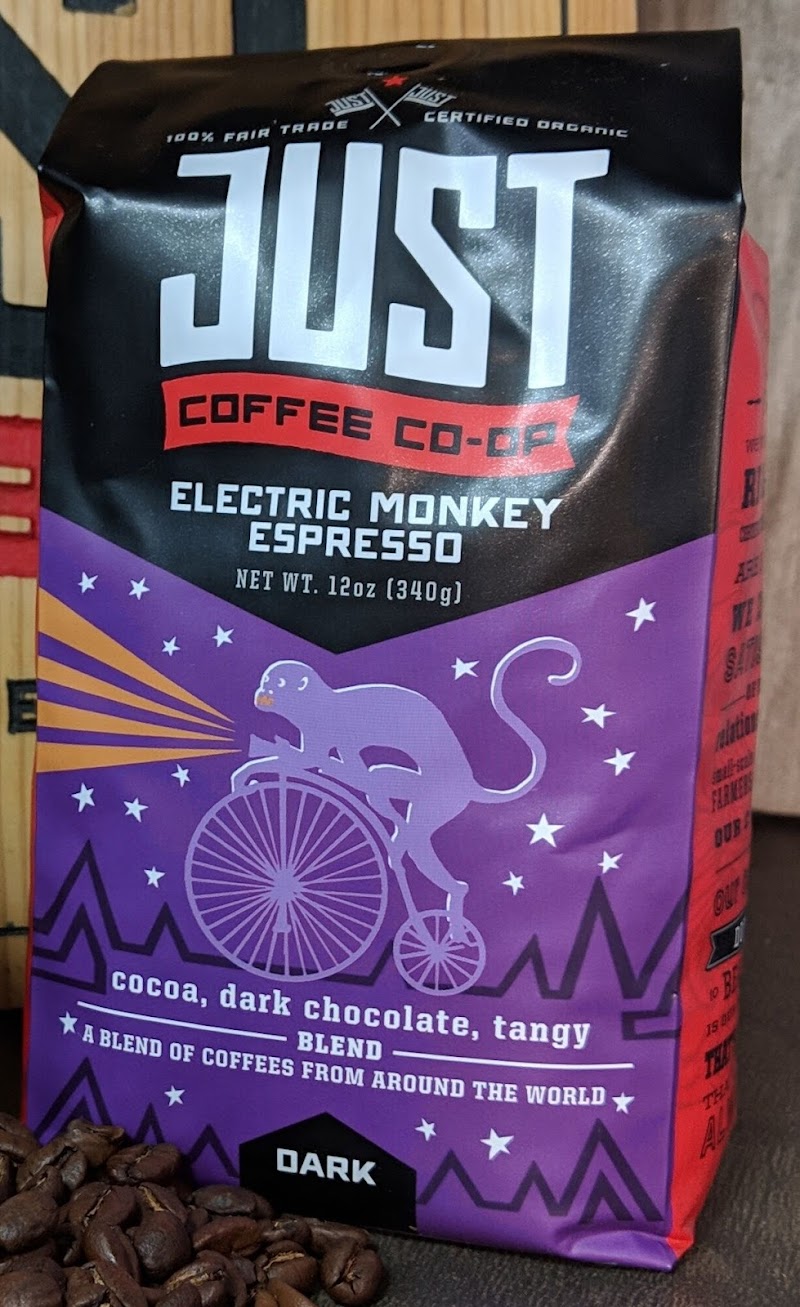 JUST JUST
100% FAIR TRADE CERTIFIED ORGANIC
JUST
COFFEE CO-OP
ELECTRIC MONKEY
ESPRESSO
NET WT. 12oz (340g)
cocoa, dark chocolate, tangy
BLEND
A BLEND OF COFFEES FROM AROUND THE WORLD
DARK